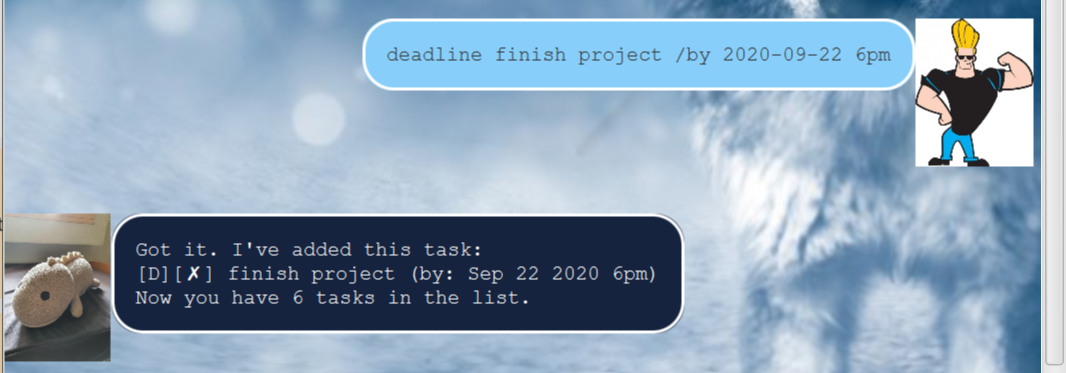 deadline finish project /by 2020-09-22 6pm
Got it. I've added this task:
[D][✗] finish project (by: Sep 22 2020 6pm)
Now you have 6 tasks in the list.